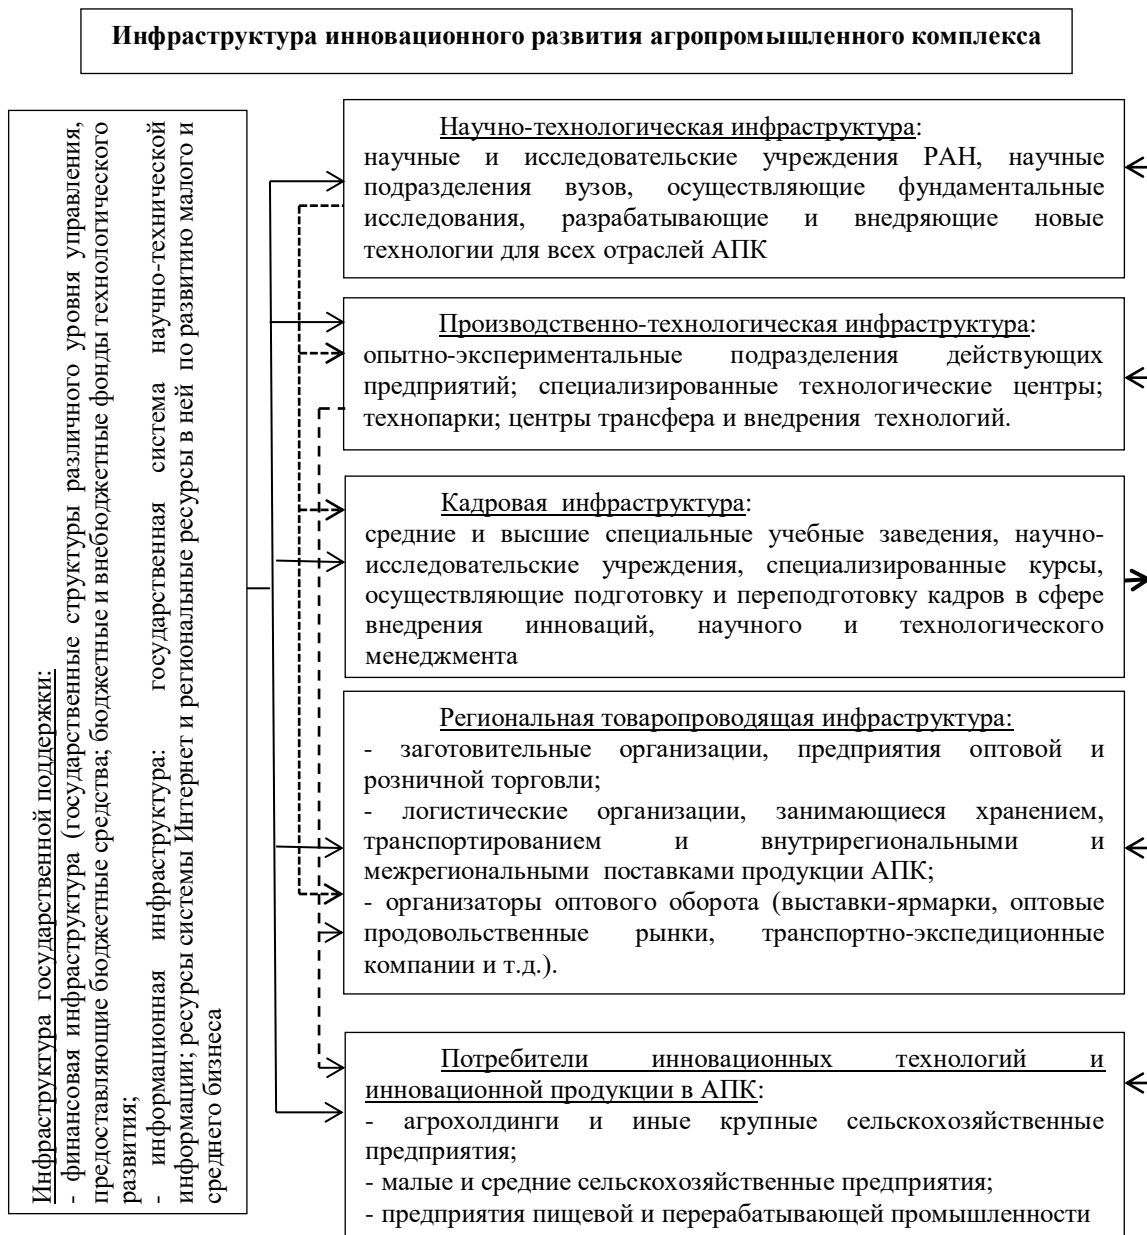 Инфраструктура инновационного развития агропромышленного комплекса
Инфраструктура государственной поддержки:
- финансовая инфраструктура (государственные структуры различного уровня управления,
предоставляющие бюджетные средства; бюджетные и внебюджетные фонды технологического
развития;
- информационная инфраструктура: государственная система научно-технической
информации; ресурсы системы Интернет и региональные ресурсы в ней по развитию малого и
среднего бизнеса
Научно-технологическая инфраструктура:
научные и исследовательские учреждения РАН, научные
подразделения вузов, осуществляющие фундаментальные
исследования, разрабатывающие и внедряющие новые
технологии для всех отраслей АПК
Производственно-технологическая инфраструктура:
опытно-экспериментальные подразделения действующих
предприятий; специализированные технологические центры;
технопарки; центры трансфера и внедрения технологий.
Кадровая инфраструктура:
средние и высшие специальные учебные заведения, научно-
исследовательские учреждения, специализированные курсы,
осуществляющие подготовку и переподготовку кадров в сфере
внедрения инноваций, научного и технологического
менеджмента
Региональная товаропроводящая инфраструктура:
- заготовительные организации, предприятия оптовой и
розничной торговли;
- логистические организации, занимающиеся хранением,
транспортированием и внутрирегиональными и
межрегиональными поставками продукции АПК;
- организаторы оптового оборота (выставки-ярмарки, оптовые
продовольственные рынки, транспортно-экспедиционные
компании и т.д.).
Потребители инновационных технологий и
инновационной продукции в АПК:
- агрохолдинги и иные крупные сельскохозяйственные
предприятия;
- малые и средние сельскохозяйственные предприятия;
- предприятия пищевой и перерабатывающей промышленности